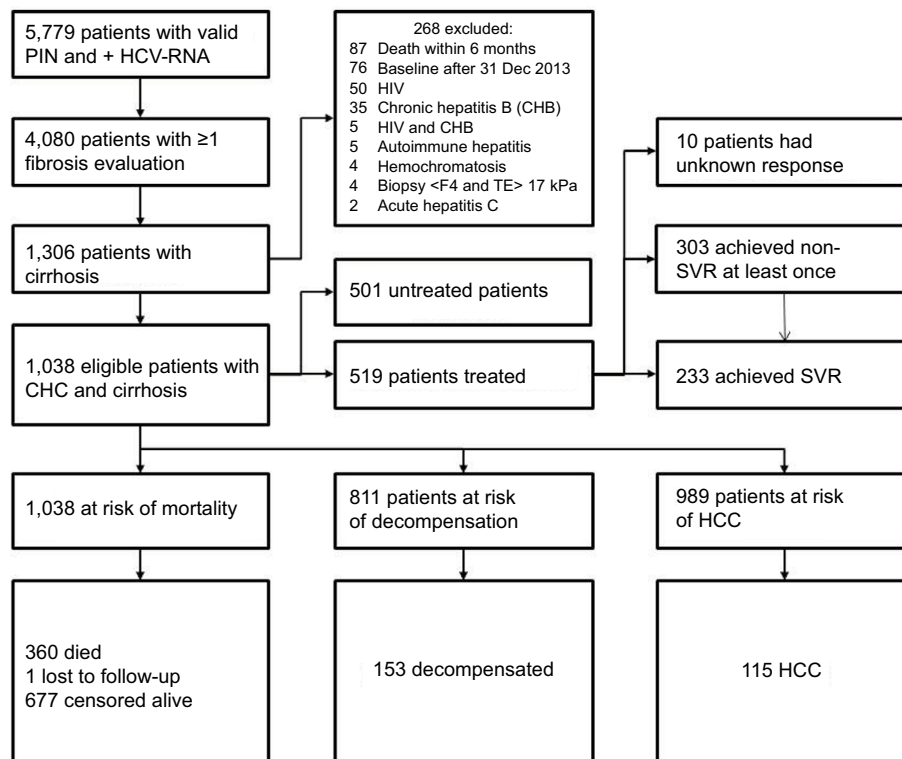 5,779 patients with valid
PIN and + HCV-RNA
4,080 patients with ≥1
fibrosis evaluation
1,306 patients with
cirrhosis
1,038 eligible patients with
CHC and cirrhosis
268 excluded:
87 Death within 6 months
76 Baseline after 31 Dec 2013
50 HIV
35 Chronic hepatitis B (CHB)
5 HIV and CHB
5 Autoimmune hepatitis
4 Hemochromatosis
4 Biopsy <F4 and TE> 17 kPa
2 Acute hepatitis C
501 untreated patients
519 patients treated
10 patients had
unknown response
303 achieved non-
SVR at least once
233 achieved SVR
1,038 at risk of mortality
811 patients at risk
of decompensation
989 patients at risk
of HCC
360 died
1 lost to follow-up
677 censored alive
153 decompensated
115 HCC